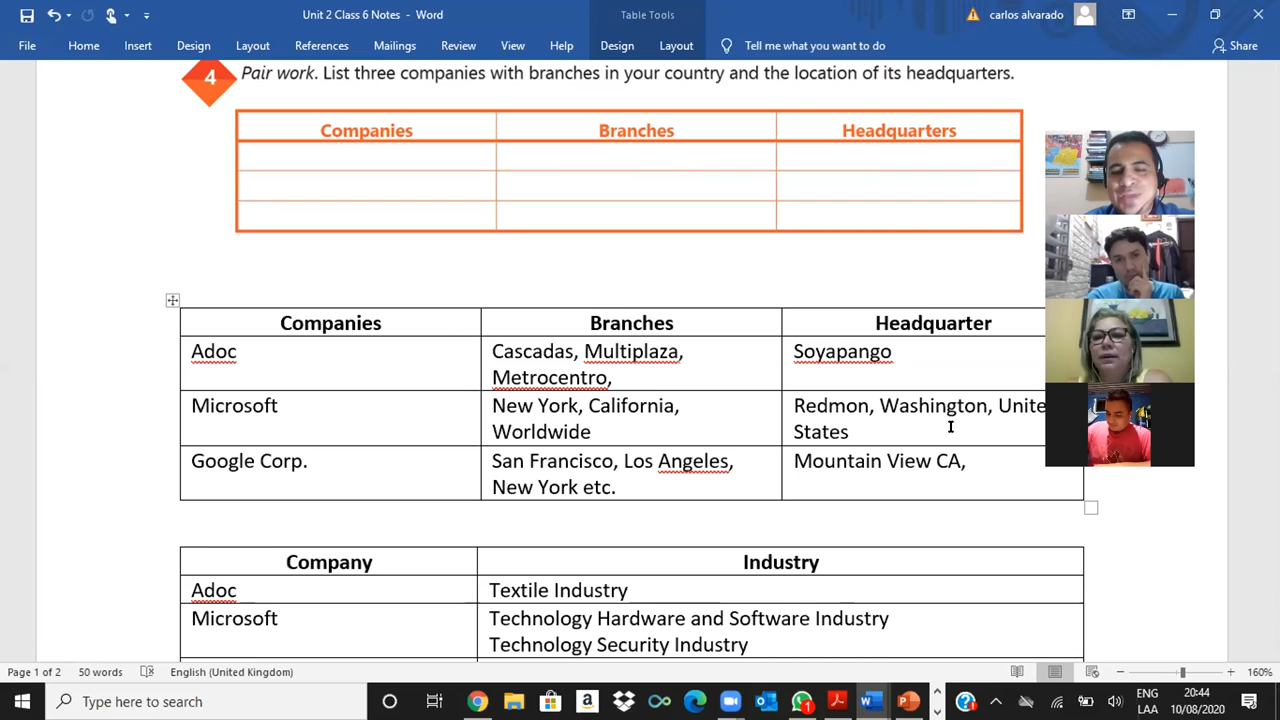 Unit 2 Class 6 Notes - Word
Table Tools
carlos alvarado
File Home Insert Design Layout References Mailings Review View Help Design Layout Tell me what you want to do Share
4 Pair work. List three companies with branches in your country and the location of its headquarters.
Companies Branches Headquarters
Companies Branches Headquarter
Adoc Cascadas, Multiplaza, Soyapango
Metrocentro,
Microsoft New York, California, Redmon, Washington, Unite
Worldwide States
Google Corp. San Francisco, Los Angeles, Mountain View CA,
New York etc.
Company Industry
Adoc Textile Industry
Microsoft Technology Hardware and Software Industry
Technology Security Industry
Page 1 of 2 50 words English (United Kingdom) 160%
Type here to search
1
ENG 20:44
LAA 10/08/2020